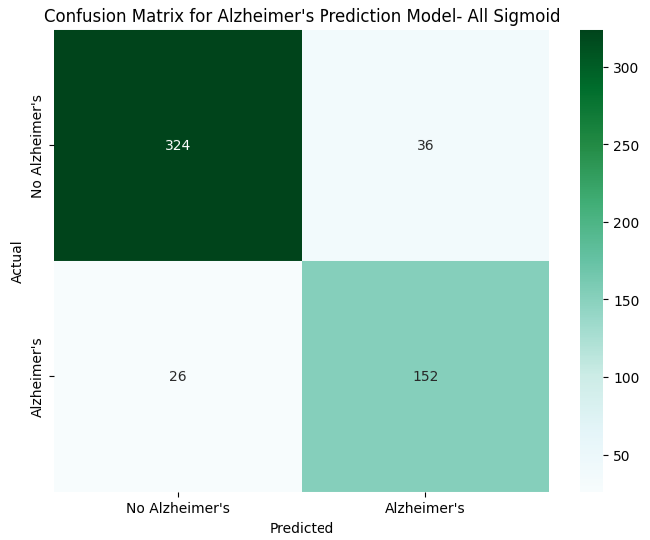 Confusion Matrix for Alzheimer's Prediction Model- All Sigmoid
No Alzheimer's
Alzheimer's
Actual
324
36
26
152
No Alzheimer's
Alzheimer's
Predicted
300
250
200
150
100
50